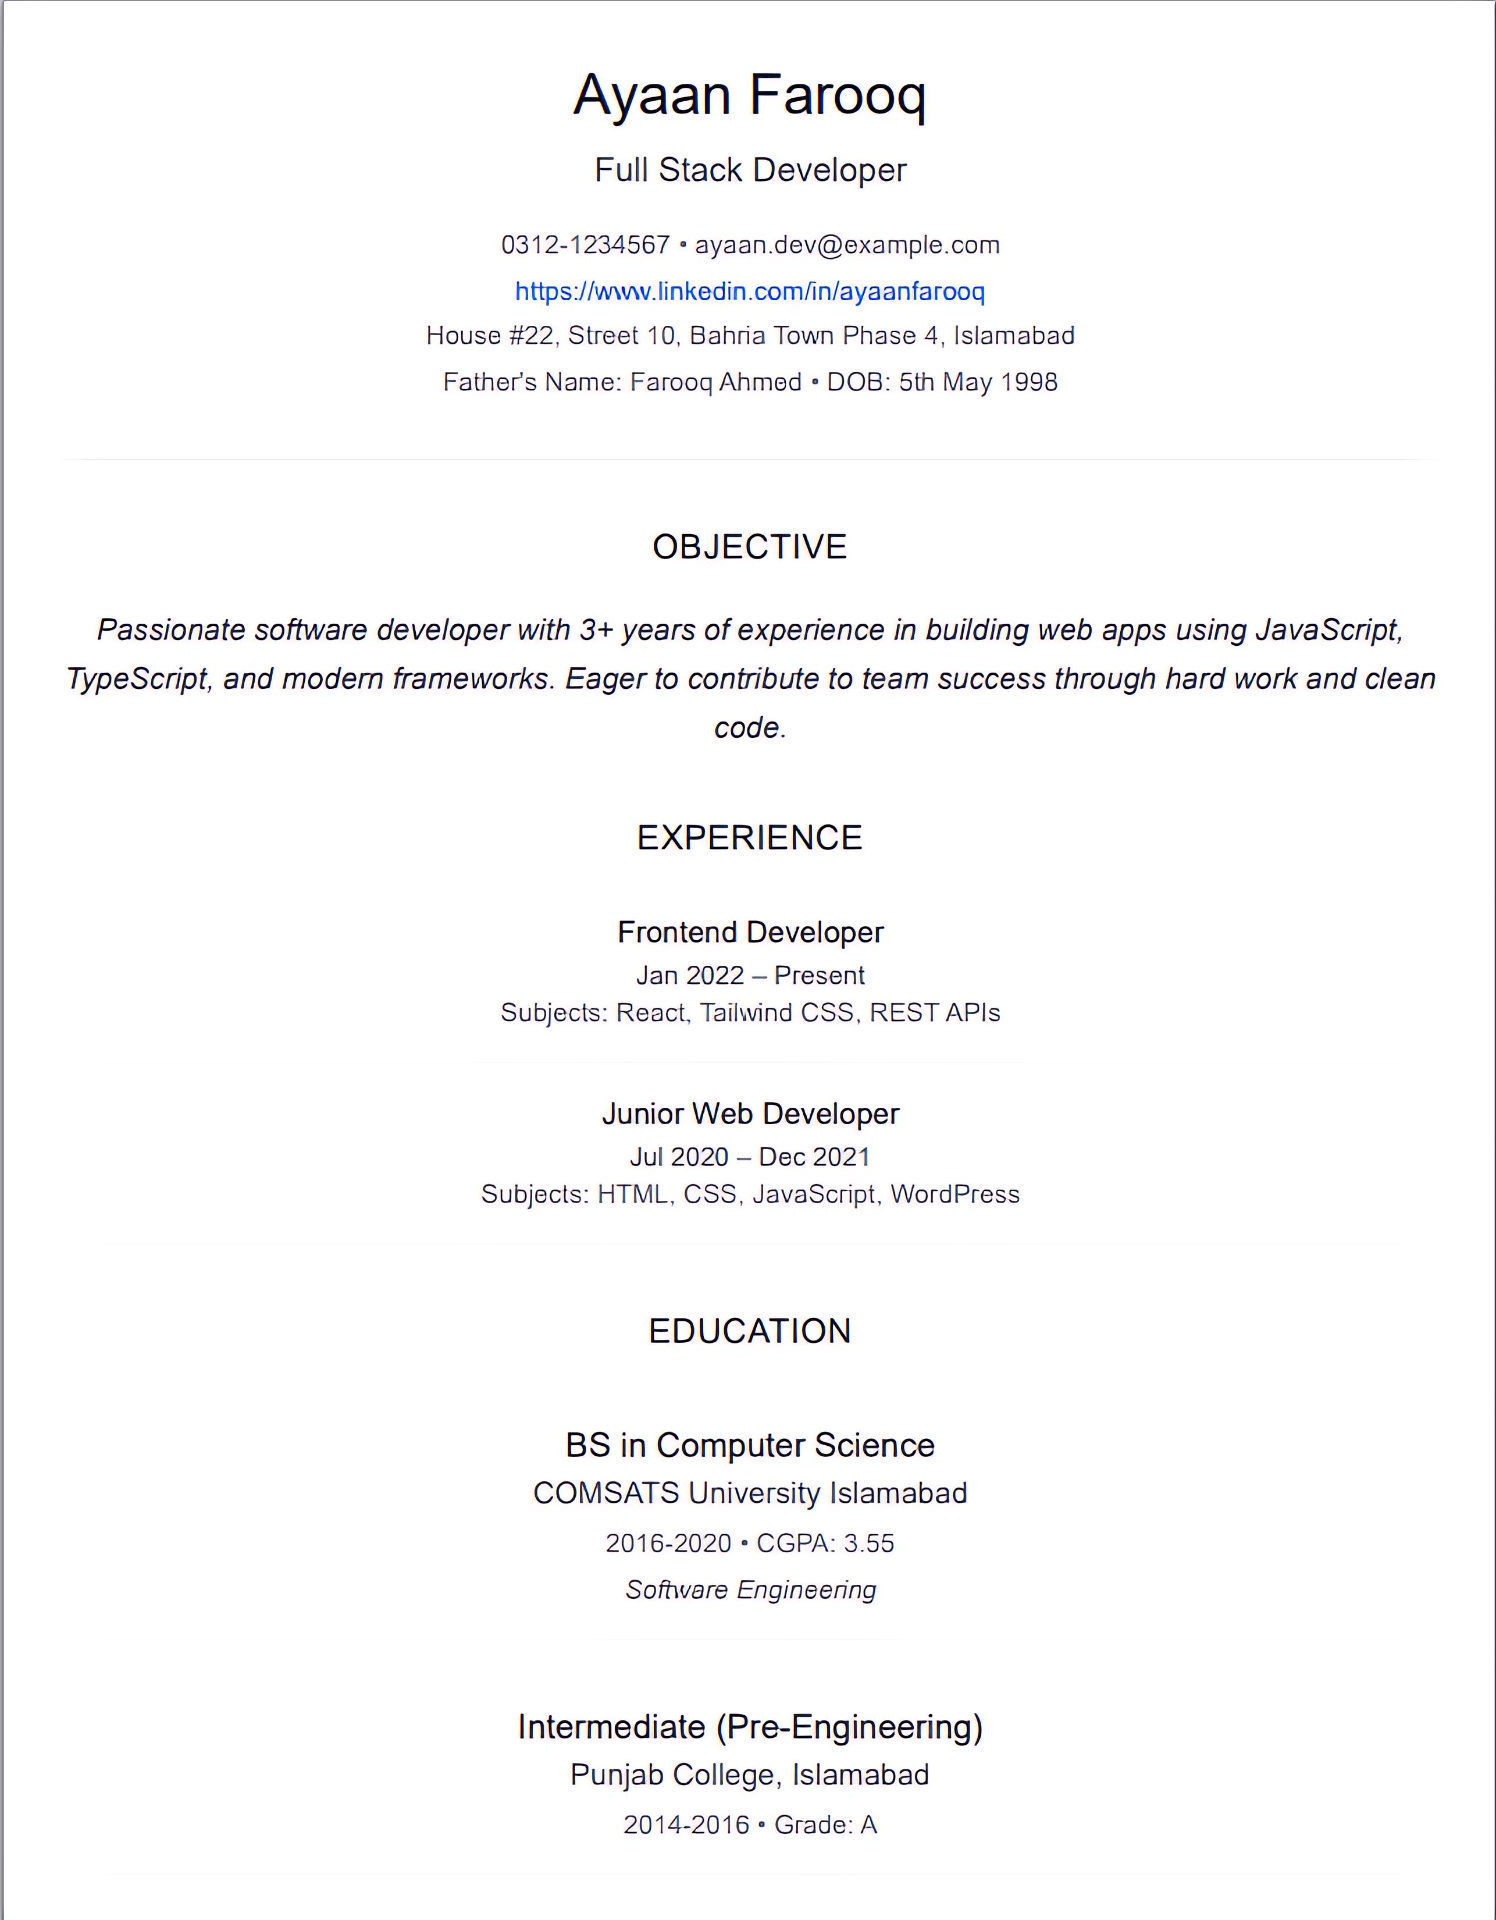 Ayaan Farooq
Full Stack Developer
0312-1234567 • ayaan.dev@example.com
https://www.linkedin.com/in/ayaanfarooq
House #22, Street 10, Bahria Town Phase 4, Islamabad
Father's Name: Farooq Ahmed • DOB: 5th May 1998
OBJECTIVE
Passionate software developer with 3+ years of experience in building web apps using JavaScript,
TypeScript, and modern frameworks. Eager to contribute to team success through hard work and clean
code.
EXPERIENCE
Frontend Developer
Jan 2022 – Present
Subjects: React, Tailwind CSS, REST APIs
Junior Web Developer
Jul 2020 – Dec 2021
Subjects: HTML, CSS, JavaScript, WordPress
EDUCATION
BS in Computer Science
COMSATS University Islamabad
2016-2020 • CGPA: 3.55
Software Engineering
Intermediate (Pre-Engineering)
Punjab College, Islamabad
2014-2016 • Grade: A